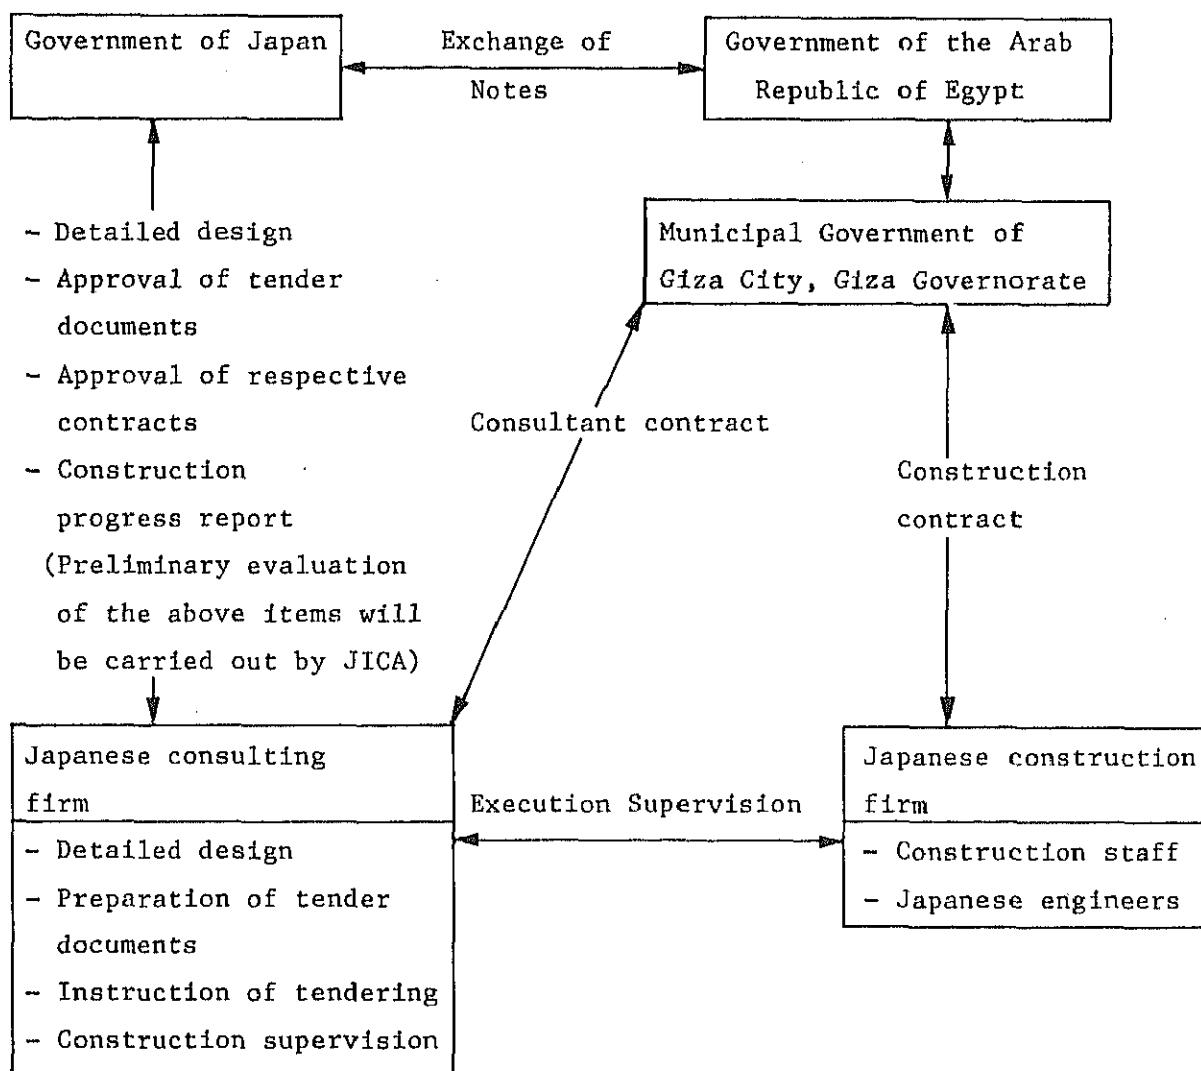 Government of Japan
Exchange of
Notes
Government of the Arab
Republic of Egypt
Municipal Government of
Giza City, Giza Governorate
- Detailed design
- Approval of tender
documents
- Approval of respective
contracts
- Construction
progress report
(Preliminary evaluation
of the above items will
be carried out by JICA)
Consultant contract
Construction
contract
Japanese consulting
firm
- Detailed design
- Preparation of tender
documents
- Instruction of tendering
- Construction supervision
Execution Supervision
Japanese construction
firm
- Construction staff
- Japanese engineers